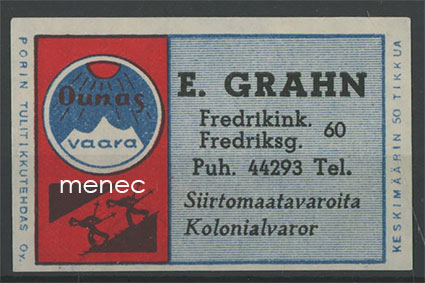 PORIN TULITIKKUTEHDAS Oy.
Ounas
vaara
menec
E. GRAHN
Fredrikink.
Fredriksg. 60
Puh. 44293 Tel.
Siirtomaatavaroita
Kolonialvaror
KESKIMÄÄRIN 50 TIKKUA